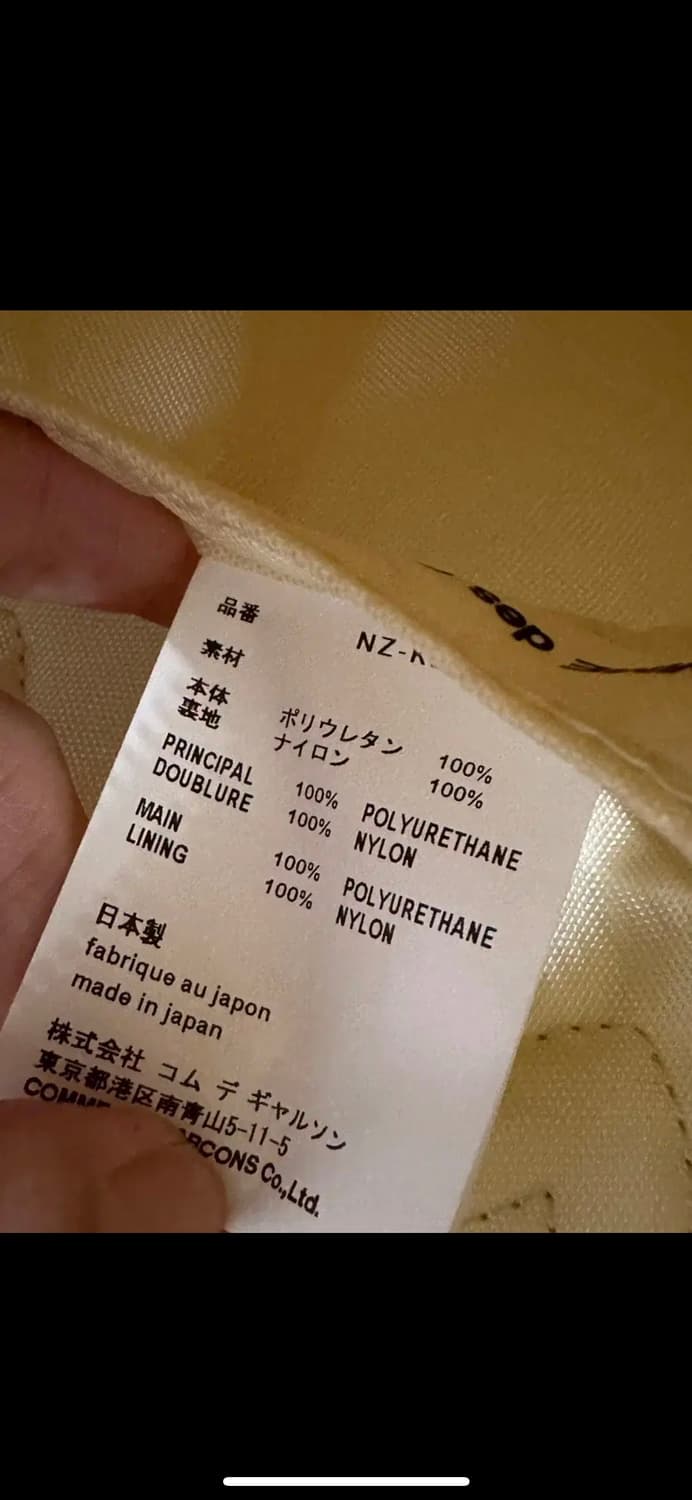 des
品番 NZ-K
素材
本体 ポリウレタン 100%
裏地 ナイロン 100%
PRINCIPAL 100% POLYURETHANE
DOUBLURE 100% NYLON
MAIN 100% POLYURETHANE
LINING 100% NYLON
日本製
fabriqué au japon
made in japan
株式会社 コム デ ギャルソン
東京都港区南青山5-11-5
COMME GARCONS Co.,Ltd.